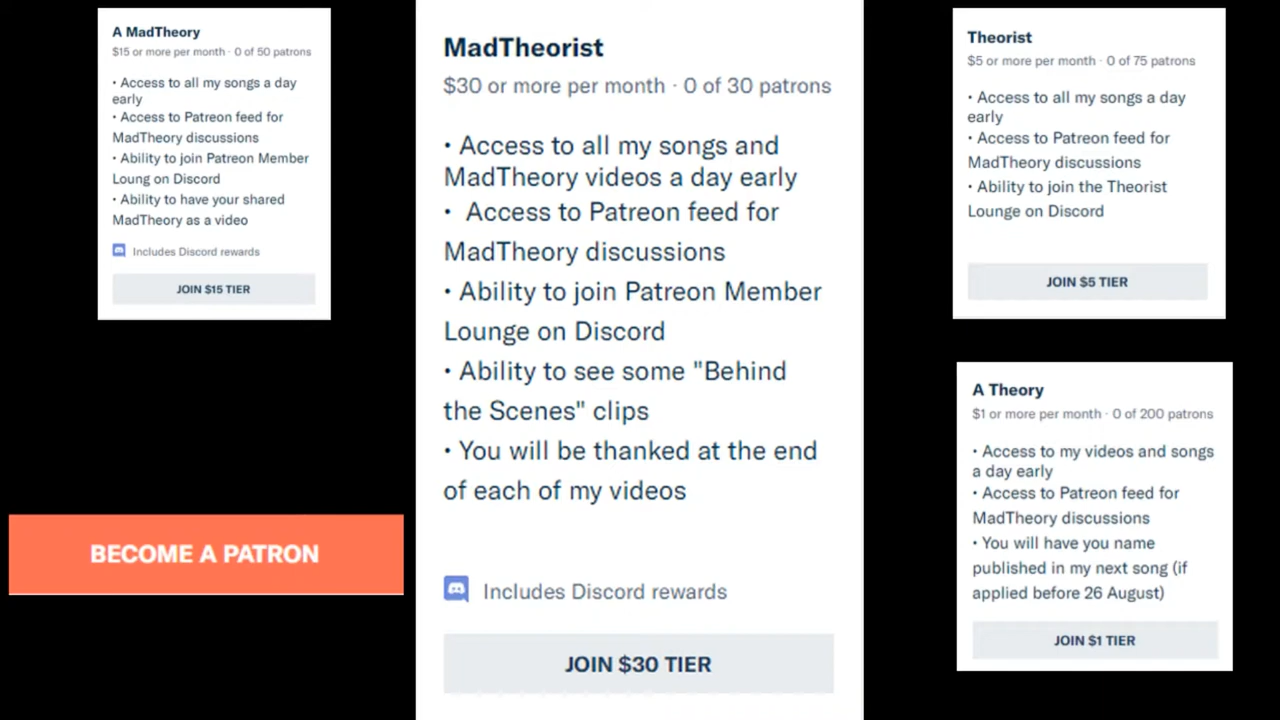 A MadTheory
$15 or more per month · 0 of 50 patrons
• Access to all my songs a day
early
• Access to Patreon feed for
MadTheory discussions
• Ability to join Patreon Member
Loung on Discord
• Ability to have your shared
MadTheory as a video
Includes Discord rewards
JOIN $15 TIER
BECOME A PATRON
MadTheorist
$30 or more per month · 0 of 30 patrons
• Access to all my songs and
MadTheory videos a day early
• Access to Patreon feed for
MadTheory discussions
• Ability to join Patreon Member
Lounge on Discord
• Ability to see some "Behind
the Scenes" clips
• You will be thanked at the end
of each of my videos
Includes Discord rewards
JOIN $30 TIER
Theorist
$5 or more per month · 0 of 75 patrons
• Access to all my songs a day
early
• Access to Patreon feed for
MadTheory discussions
• Ability to join the Theorist
Lounge on Discord
JOIN $5 TIER
A Theory
$1 or more per month · 0 of 200 patrons
• Access to my videos and songs
a day early
• Access to Patreon feed for
MadTheory discussions
• You will have you name
published in my next song (if
applied before 26 August)
JOIN $1 TIER